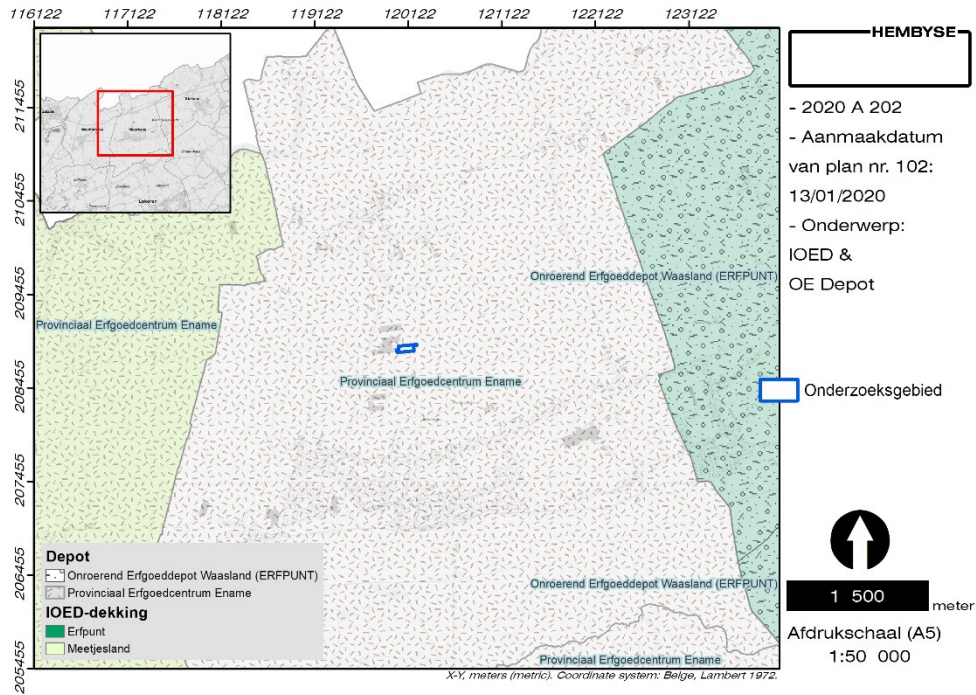 116122 117122 118122 119122 120122 121122 122122 123122
211455
210455
209455
208455
207455
206455
205455
Lokeren
Onroerend Erfgoeddepot Waasland (ERFPUNT)
Provinciaal Erfgoedcentrum Ename
Provinciaal Erfgoedcentrum Ename
Onroerend Erfgoeddepot Waasland (ERFPUNT)
Provinciaal Erfgoedcentrum Ename
Depot
Onroerend Erfgoeddepot Waasland (ERFPUNT)
Provinciaal Erfgoedcentrum Ename
IOED-dekking
Erfpunt
Meetjesland
X-Y, meters (metric). Coordinate system: Belge, Lambert 1972.
HEMBYSE
- 2020 A 202
- Aanmaakdatum
van plan nr. 102:
13/01/2020
- Onderwerp:
IOED &
OE Depot
Onderzoeksgebied
1 500
meter
Afdrukschaal (A5)
1:50 000